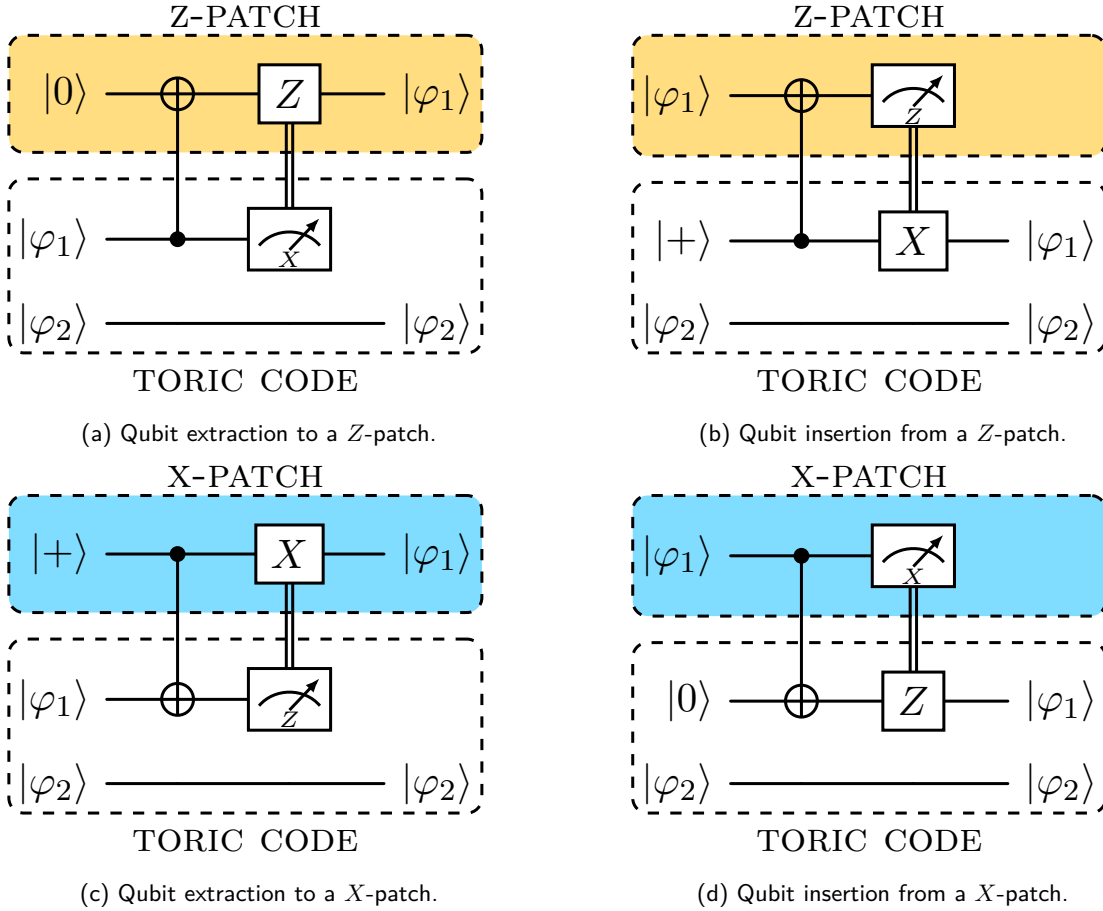 Z-PATCH Z-PATCH
|0⟩ Z |φ₁⟩ |φ₁⟩ Z
|φ₁⟩ X |+⟩ X |φ₁⟩
|φ₂⟩ |φ₂⟩ |φ₂⟩ |φ₂⟩
TORIC CODE TORIC CODE
(a) Qubit extraction to a Z-patch. (b) Qubit insertion from a Z-patch.
X-PATCH X-PATCH
|+⟩ X |φ₁⟩ |φ₁⟩ X
|φ₁⟩ Z |0⟩ Z |φ₁⟩
|φ₂⟩ |φ₂⟩ |φ₂⟩ |φ₂⟩
TORIC CODE TORIC CODE
(c) Qubit extraction to a X-patch. (d) Qubit insertion from a X-patch.